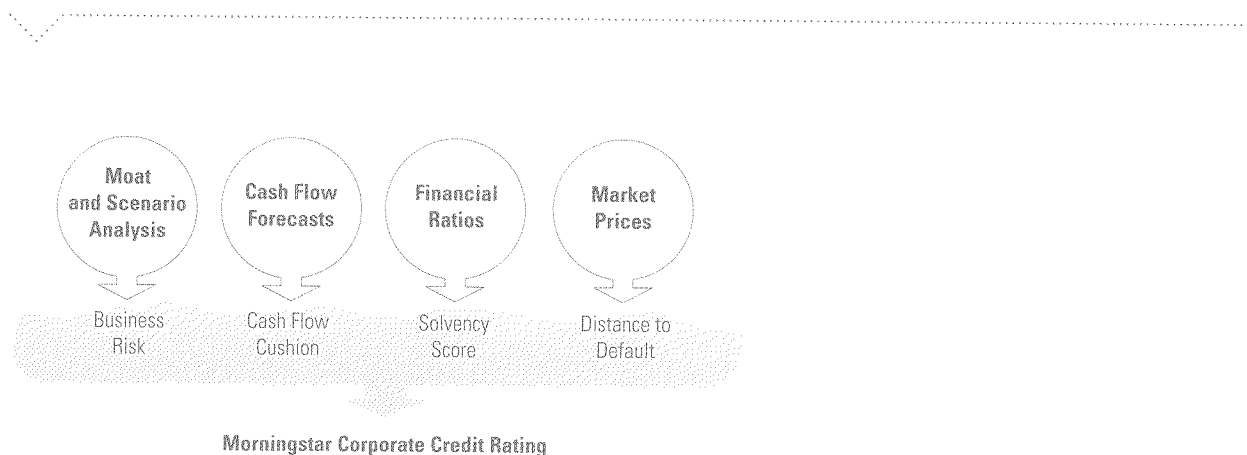 Moat
and Scenario
Analysis
Cash Flow
Forecasts
Financial
Ratios
Market
Prices
Business
Risk
Cash Flow
Cushion
Solvency
Score
Distance to
Default
Morningstar Corporate Credit Rating